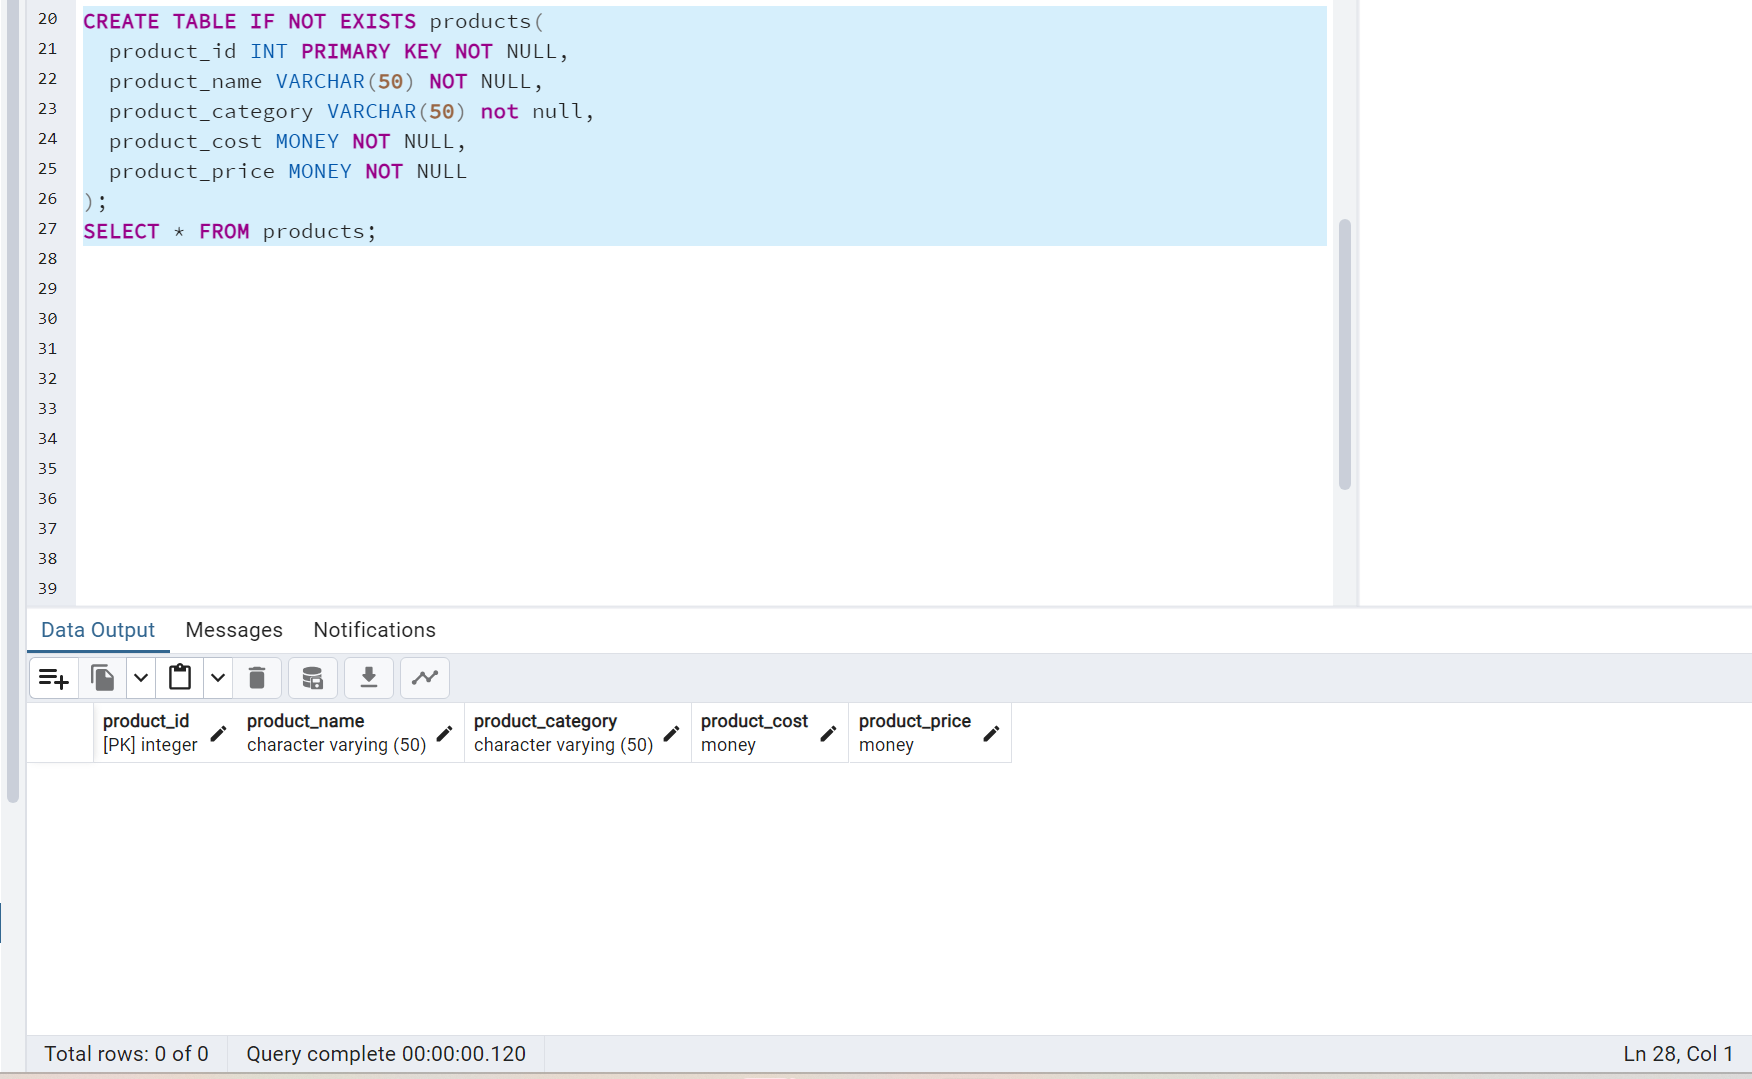 20 CREATE TABLE IF NOT EXISTS products(
21 product_id INT PRIMARY KEY NOT NULL,
22 product_name VARCHAR(50) NOT NULL,
23 product_category VARCHAR(50) not null,
24 product_cost MONEY NOT NULL,
25 product_price MONEY NOT NULL
26 );
27 SELECT * FROM products;
28
29
30
31
32
33
34
35
36
37
38
39
Data Output Messages Notifications
product_id product_name product_category product_cost product_price
[PK] integer character varying (50) character varying (50) money money
Total rows: 0 of 0 Query complete 00:00:00.120 Ln 28, Col 1